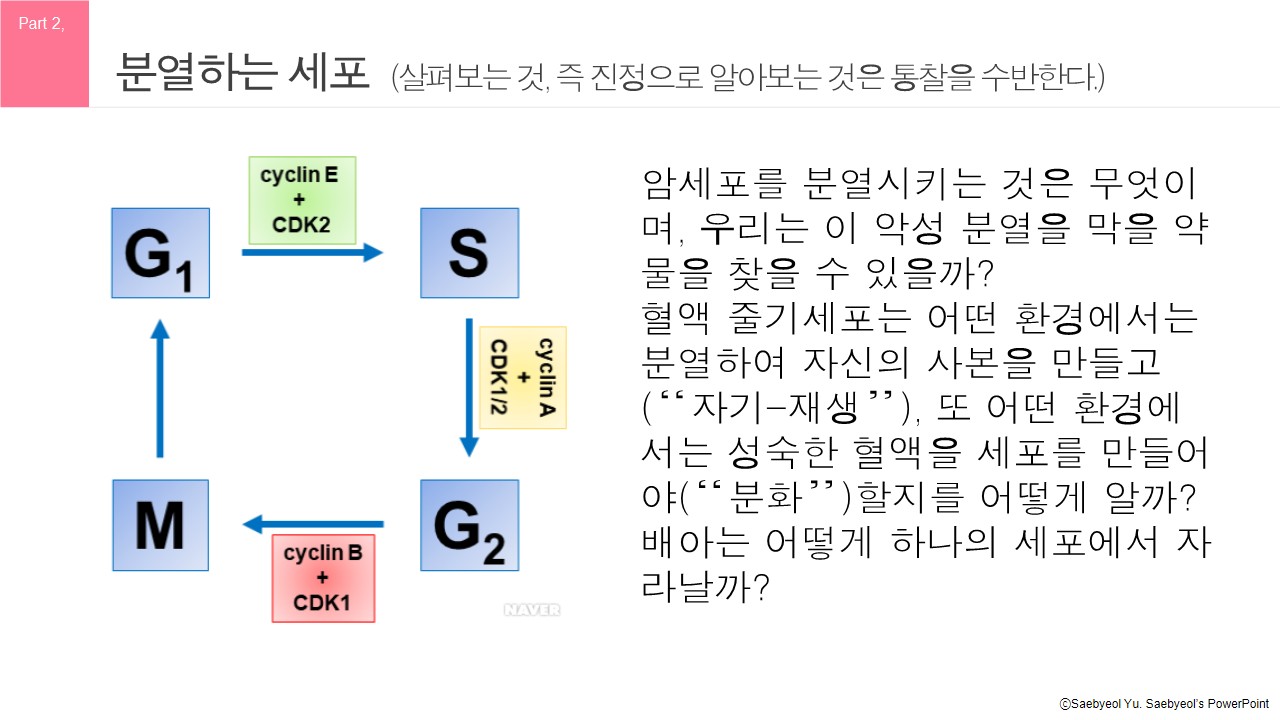 Part 2,
분열하는 세포 (살펴보는 것, 즉 진정으로 알아보는 것은 통찰을 수반한다.)
cyclin E
+
CDK2
G1
S
cyclin A
+
CDK1/2
M
G2
cyclin B
+
CDK1
NAVER
암세포를 분열시키는 것은 무엇이
며, 우리는 이 악성 분열을 막을 약
물을 찾을 수 있을까?
혈액 줄기세포는 어떤 환경에서는
분열하여 자신의 사본을 만들고
(“자기-재생”), 또 어떤 환경에
서는 성숙한 혈액을 세포를 만들어
야(“분화”)할지를 어떻게 알까?
배아는 어떻게 하나의 세포에서 자
라날까?
ⓒSaebyeol Yu. Saebyeol's PowerPoint